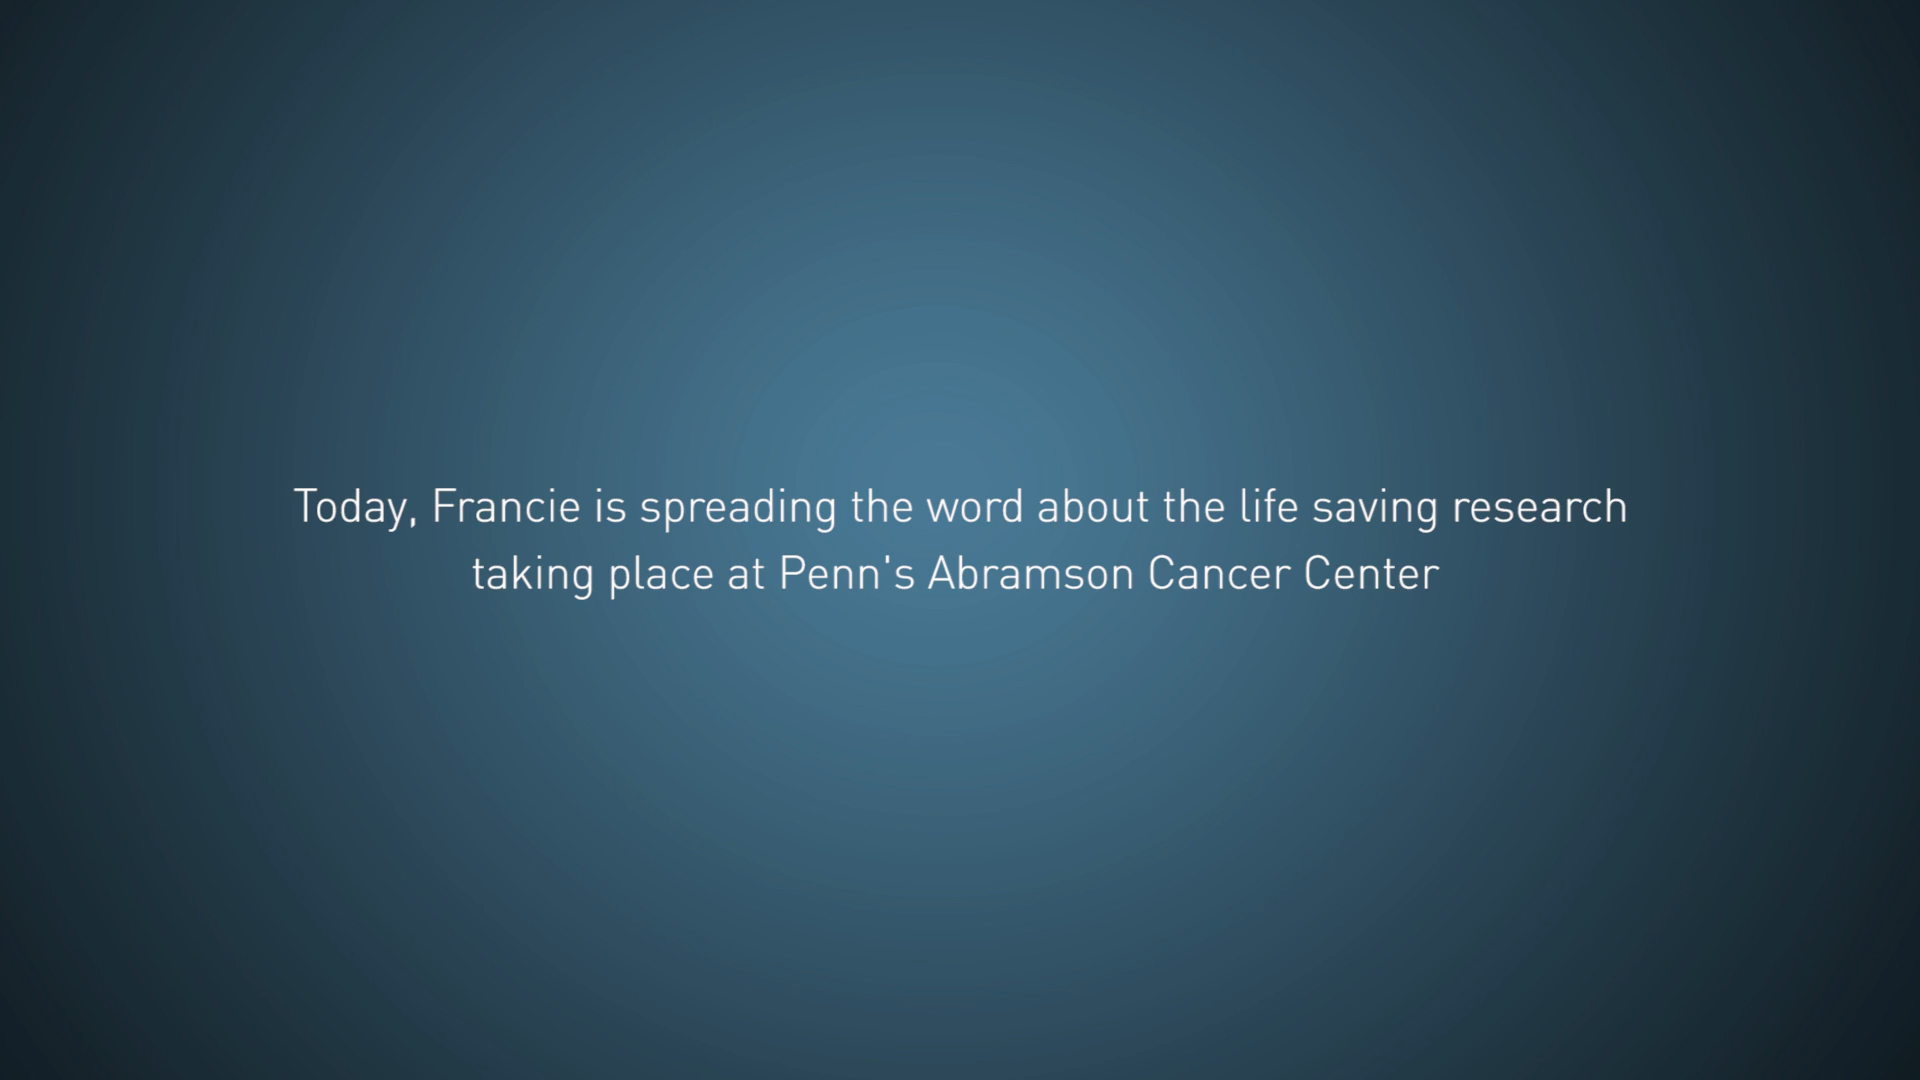 Today, Francie is spreading the word about the life saving research
taking place at Penn's Abramson Cancer Center